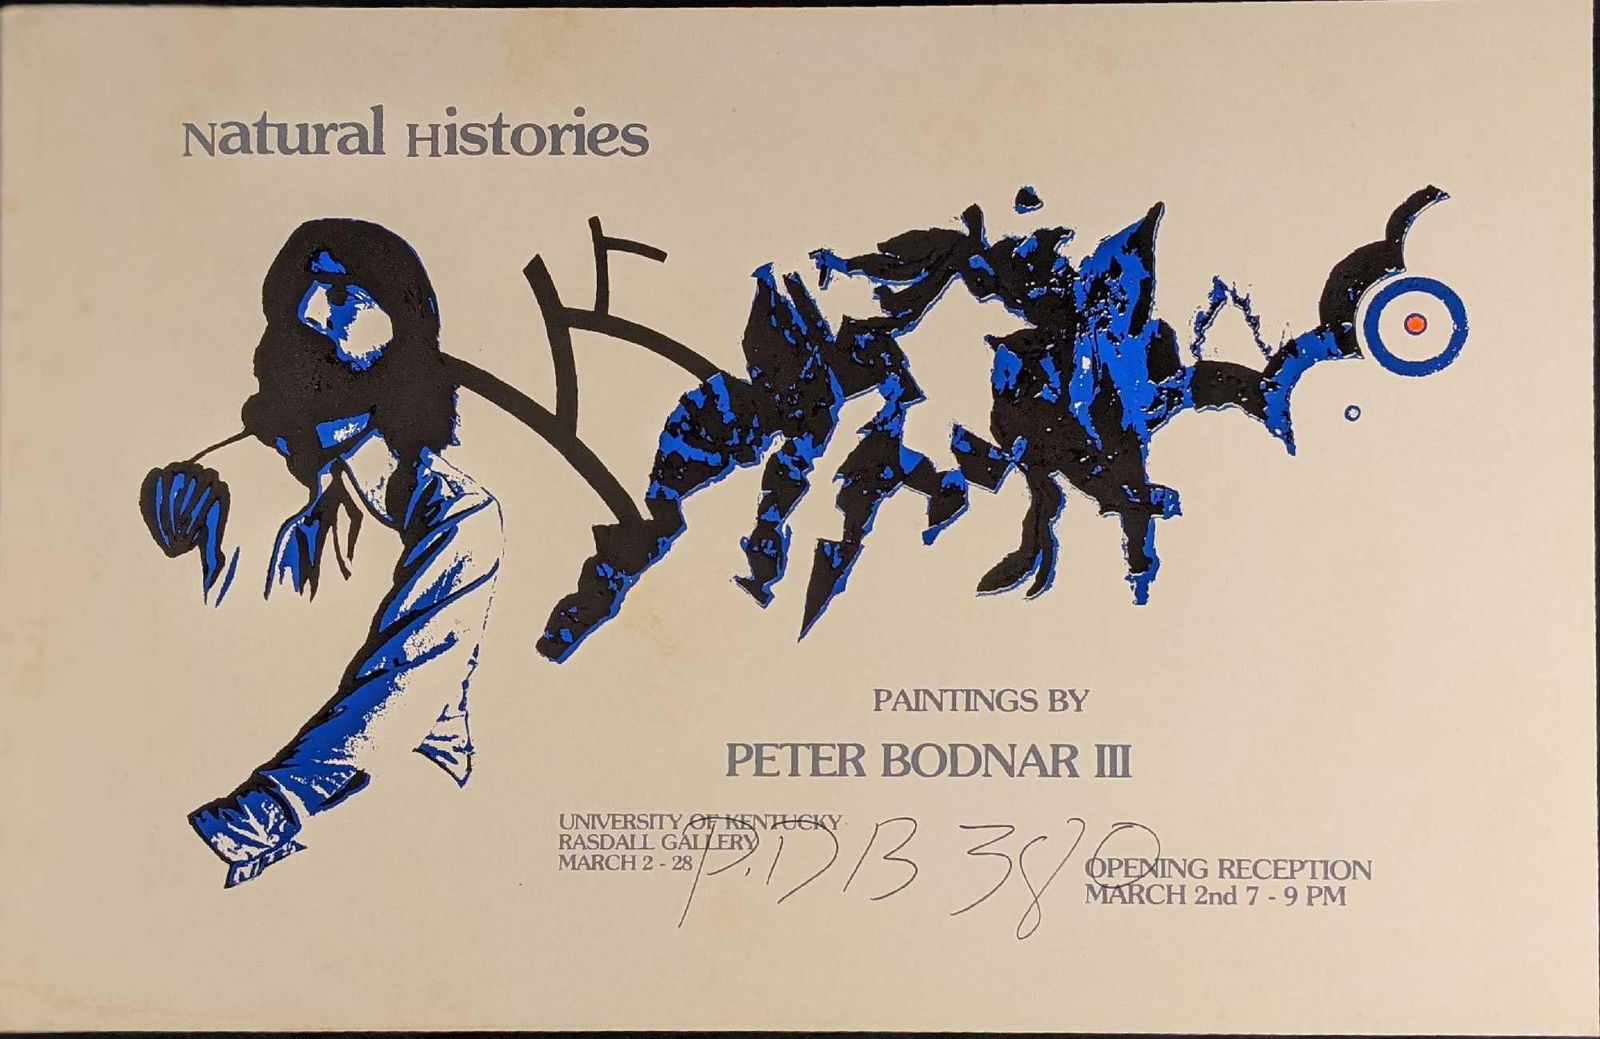 Natural Histories
PAINTINGS BY
PETER BODNAR III
UNIVERSITY OF KENTUCKY
RASDALL GALLERY
MARCH 2 - 28
P.D B 380
OPENING RECEPTION
MARCH 2nd 7 - 9 PM